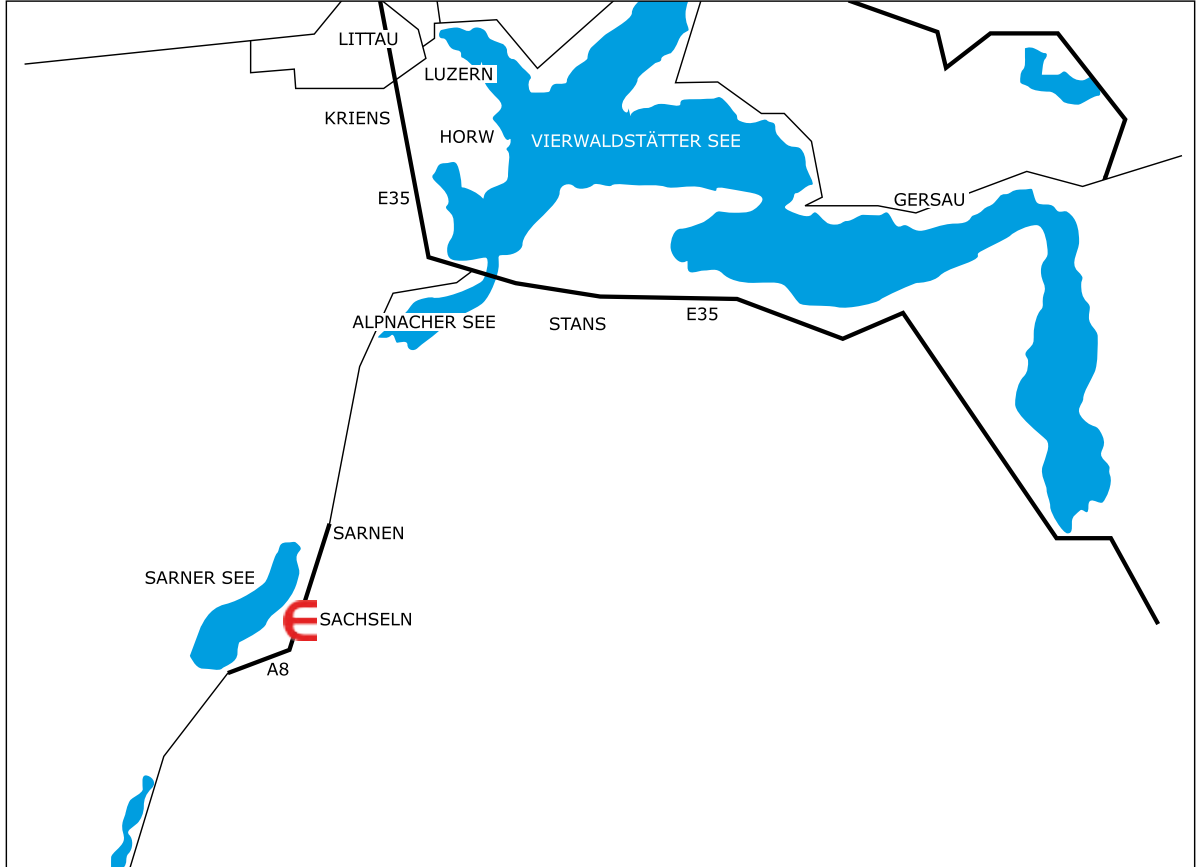 LITTAU
LUZERN
KRIENS
HORW
VIERWALDSTÄTTER SEE
E35
GERSAU
ALPNACHER SEE
STANS
E35
SARNEN
SARNER SEE
SACHSELN
A8